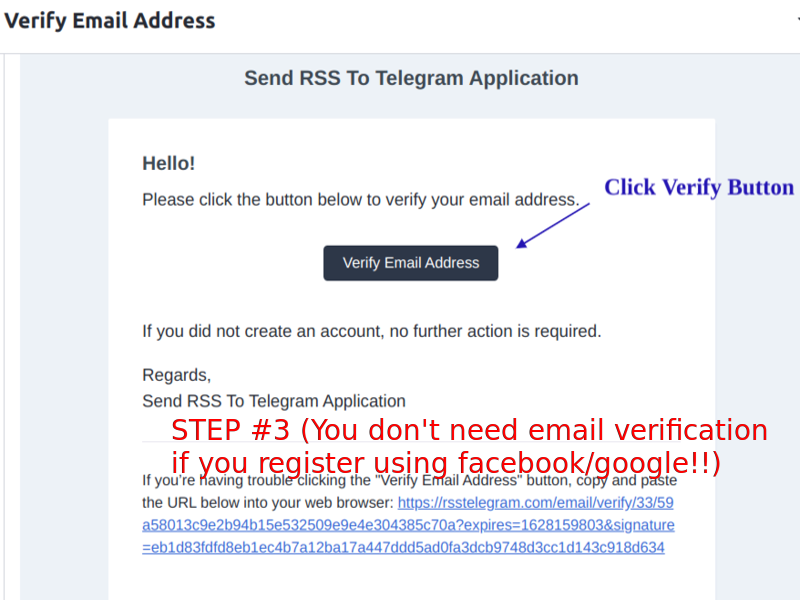 Verify Email Address
Send RSS To Telegram Application
Hello!
Click Verify Button
Please click the button below to verify your email address.
Verify Email Address
If you did not create an account, no further action is required.
Regards,
Send RSS To Telegram Application
STEP #3 (You don't need email verification
if you register using facebook/google!!)
If you're having trouble clicking the "Verify Email Address" button, copy and paste
the URL below into your web browser: https://rsstelegram.com/email/verify/33/59
a58013c9e2b94b15e532509e9e4e304385c70a?expires=1628159803&signature
=eb1d83fdfd8eb1ec4b7a12ba17a447ddd5ad0fa3dcb9748d3cc1d143c918d634